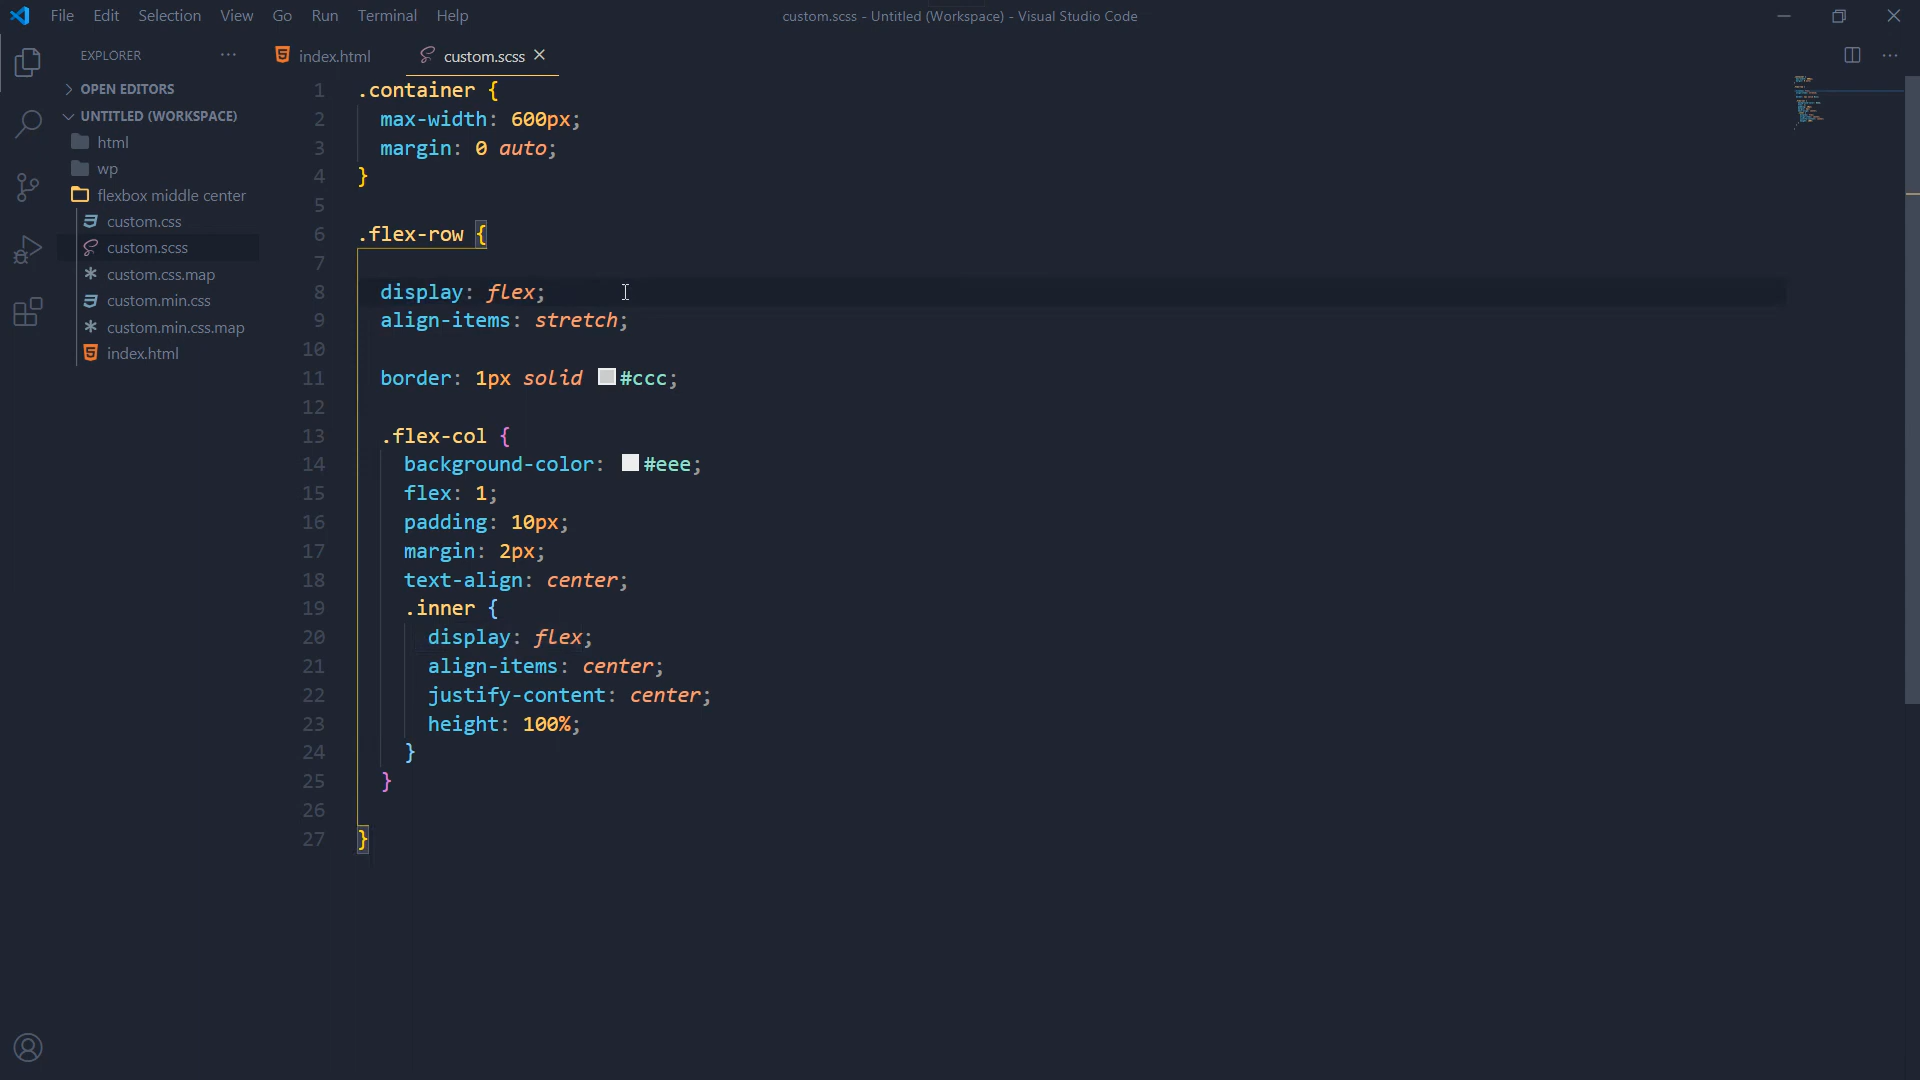 File Edit Selection View Go Run Terminal Help
custom.scss - Untitled (Workspace) - Visual Studio Code
EXPLORER
OPEN EDITORS
UNTITLED (WORKSPACE)
html
wp
flexbox middle center
custom.css
custom.scss
custom.css.map
custom.min.css
custom.min.css.map
index.html
index.html custom.scss
1 .container {
2 max-width: 600px;
3 margin: 0 auto;
4 }
5
6 .flex-row {
7
8 display: flex;
9 align-items: stretch;
10
11 border: 1px solid #ccc;
12
13 .flex-col {
14 background-color: #eee;
15 flex: 1;
16 padding: 10px;
17 margin: 2px;
18 text-align: center;
19 .inner {
20 display: flex;
21 align-items: center;
22 justify-content: center;
23 height: 100%;
24 }
25 }
26
27 }